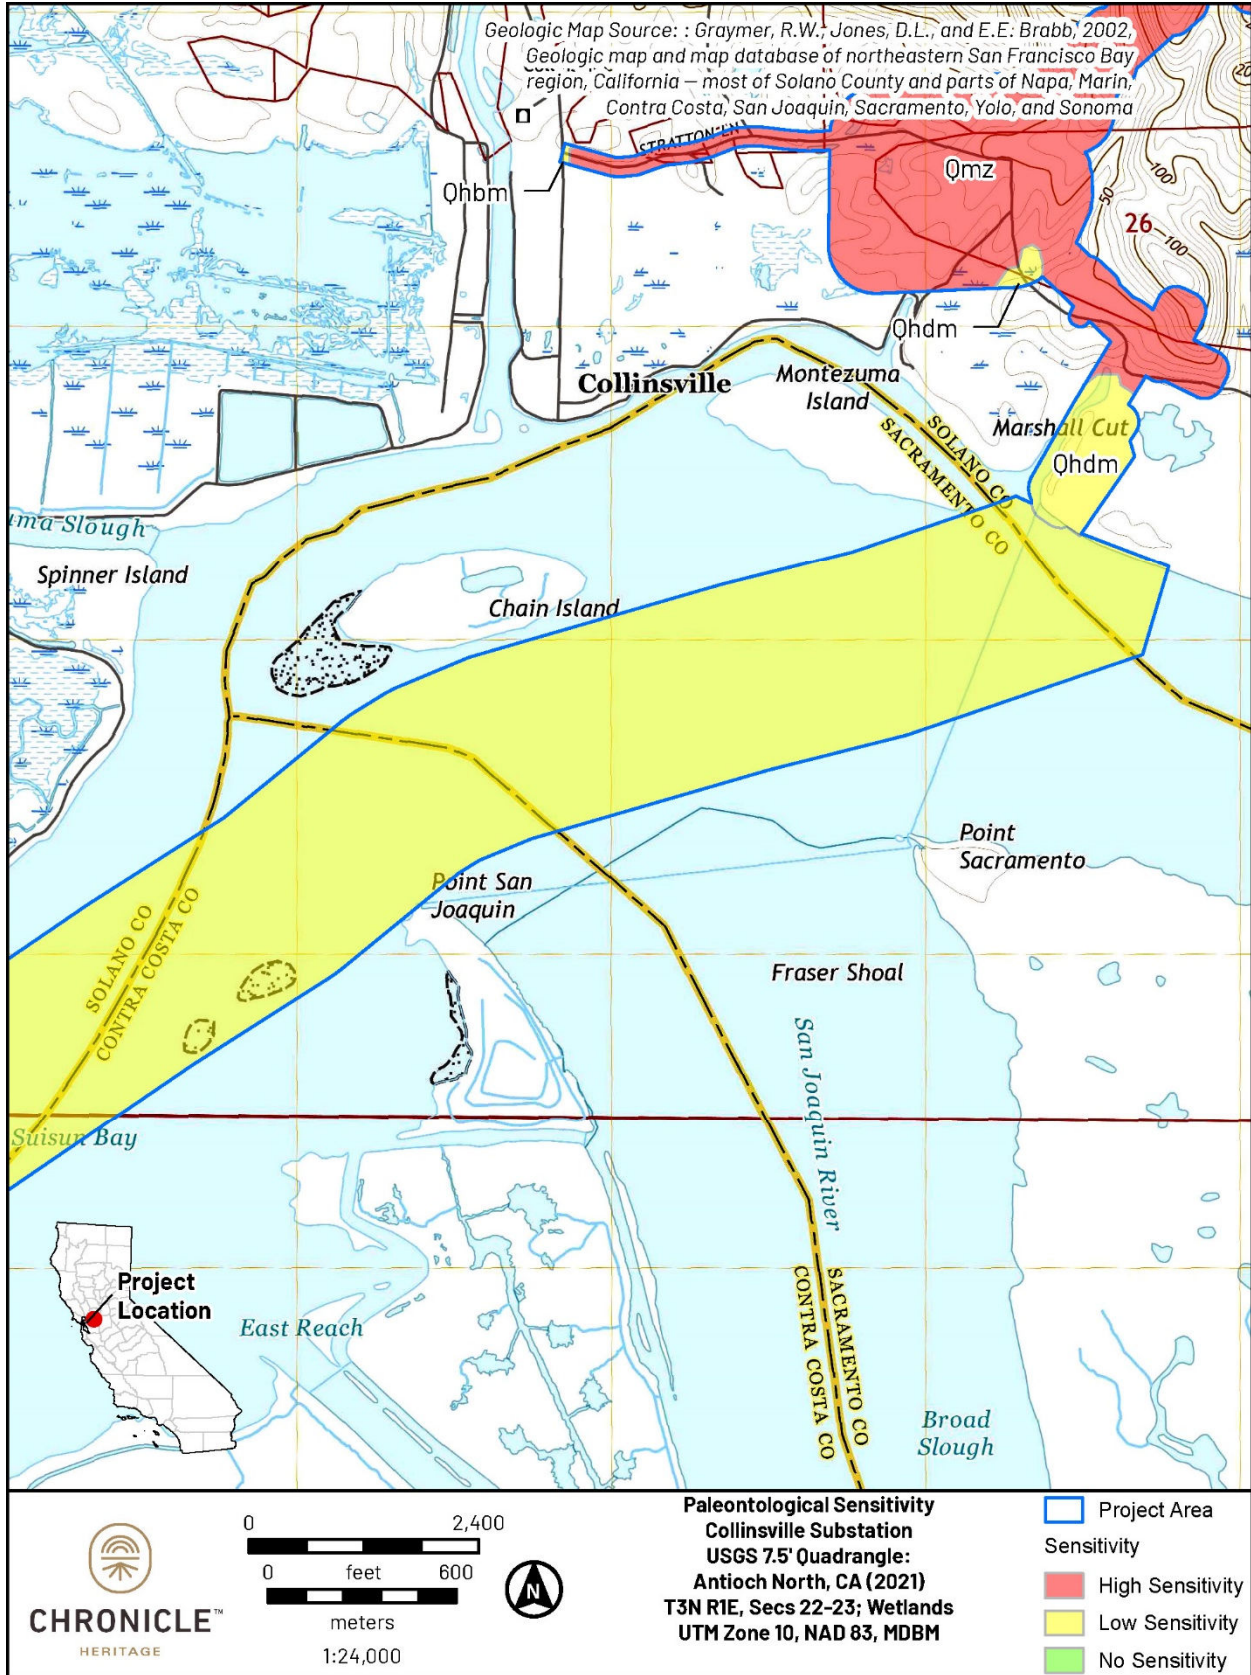 Geologic Map Source: : Graymer, R.W., Jones, D.L., and E.E. Brabb, 2002,
Geologic map and map database of northeastern San Francisco Bay
region, California — most of Solano County and parts of Napa, Marin,
Contra Costa, San Joaquin, Sacramento, Yolo, and Sonoma
STRATTON LN
Qhbm
Qmz
50
100
20
26
100
Qhdm
Collinsville
Montezuma
Island
Marshall Cut
Qhdm
SOLANO CO
SACRAMENTO CO
uma Slough
Spinner Island
Chain Island
Point San
Joaquin
Point
Sacramento
SOLANO CO
CONTRA COSTA CO
Fraser Shoal
San Joaquin River
Suisun Bay
Project
Location
East Reach
SACRAMENTO CO
CONTRA COSTA CO
Broad
Slough
CHRONICLE™
HERITAGE
0 2,400
feet
0 600
meters
1:24,000
N
Paleontological Sensitivity
Collinsville Substation
USGS 7.5' Quadrangle:
Antioch North, CA (2021)
T3N R1E, Secs 22-23; Wetlands
UTM Zone 10, NAD 83, MDBM
Project Area
Sensitivity
High Sensitivity
Low Sensitivity
No Sensitivity